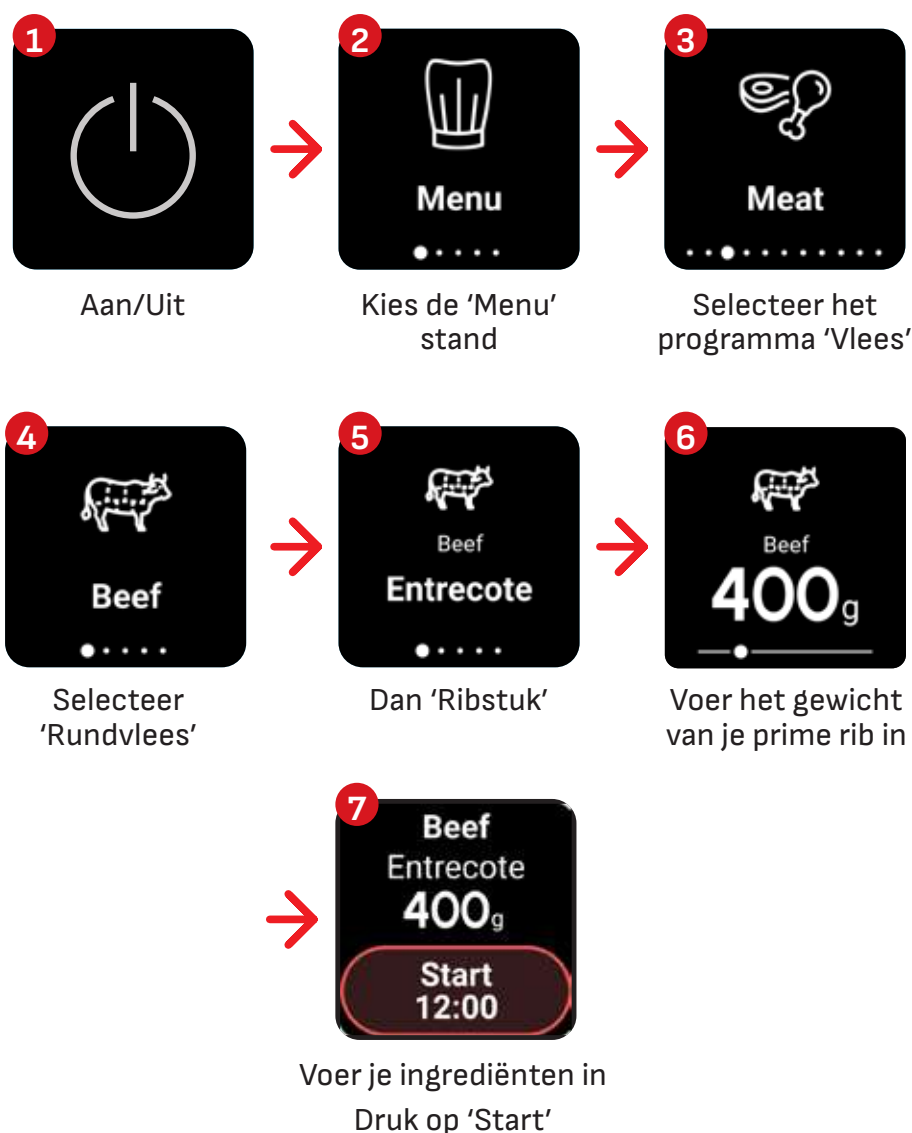 1
2
3
Menu
Meat
Aan/Uit
Kies de ‘Menu’
stand
Selecteer het
programma ‘Vlees’
4
5
6
Beef
Beef
Entrecote
Beef
400g
Selecteer
‘Rundvlees’
Dan ‘Ribstuk’
Voer het gewicht
van je prime rib in
7
Beef
Entrecote
400g
Start
12:00
Voer je ingrediënten in
Druk op ‘Start’